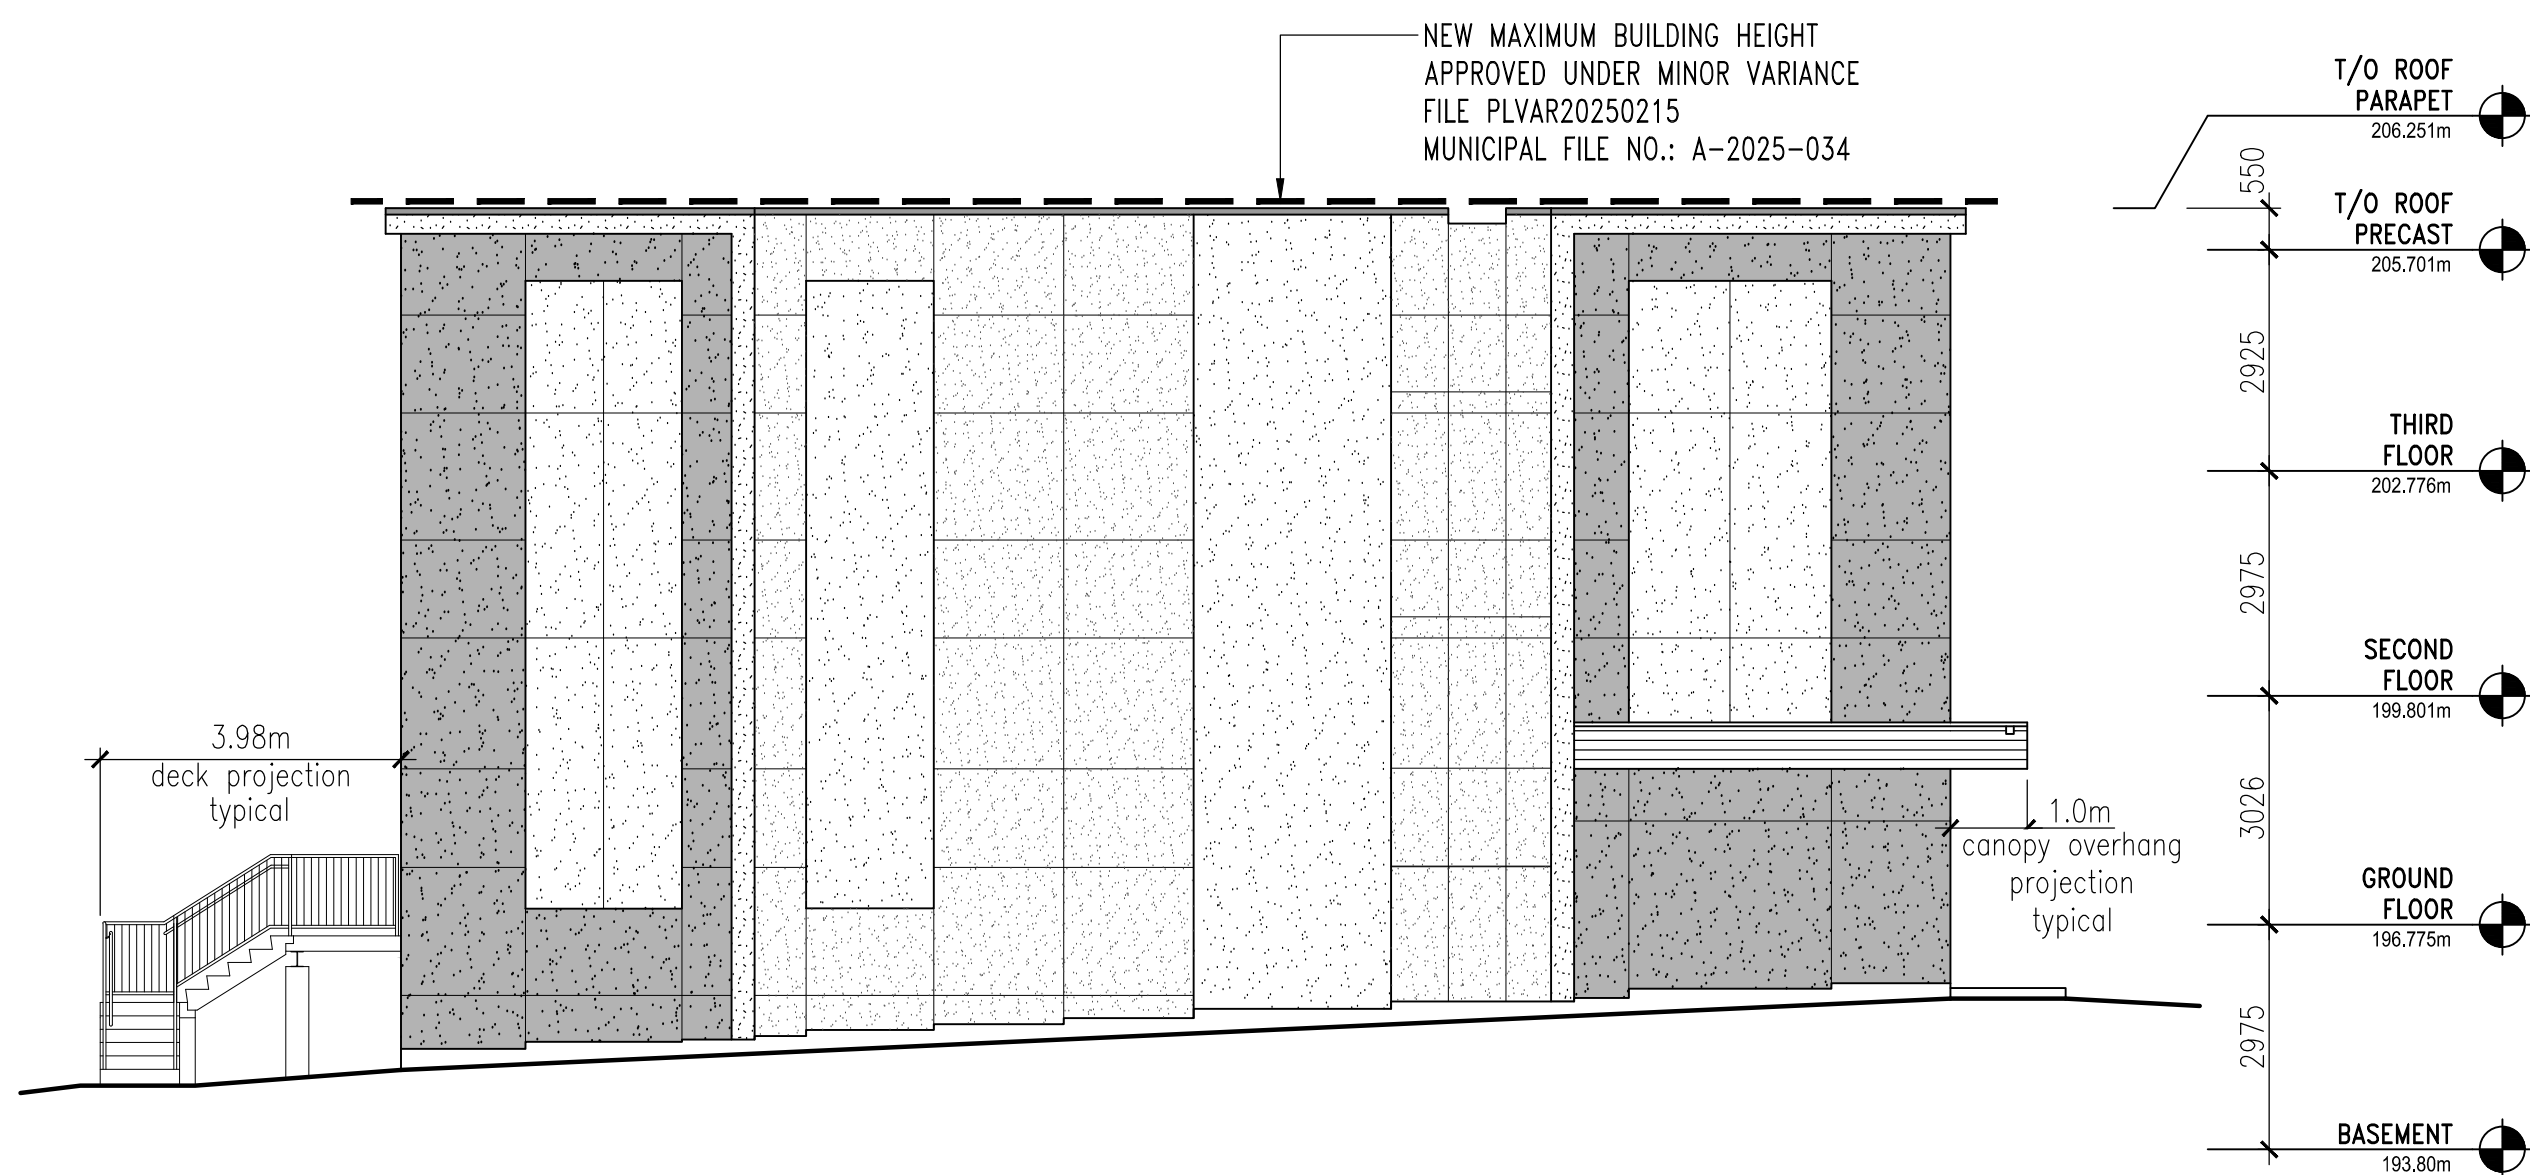 NEW MAXIMUM BUILDING HEIGHT
APPROVED UNDER MINOR VARIANCE
FILE PLVAR20250215
MUNICIPAL FILE NO.: A-2025-034
T/O ROOF
PARAPET
206.251m
550
T/O ROOF
PRECAST
205.701m
2925
THIRD
FLOOR
202.776m
2975
SECOND
FLOOR
199.801m
3.98m
deck projection
typical
3026
1.0m
canopy overhang
projection
typical
GROUND
FLOOR
196.775m
2975
BASEMENT
193.80m